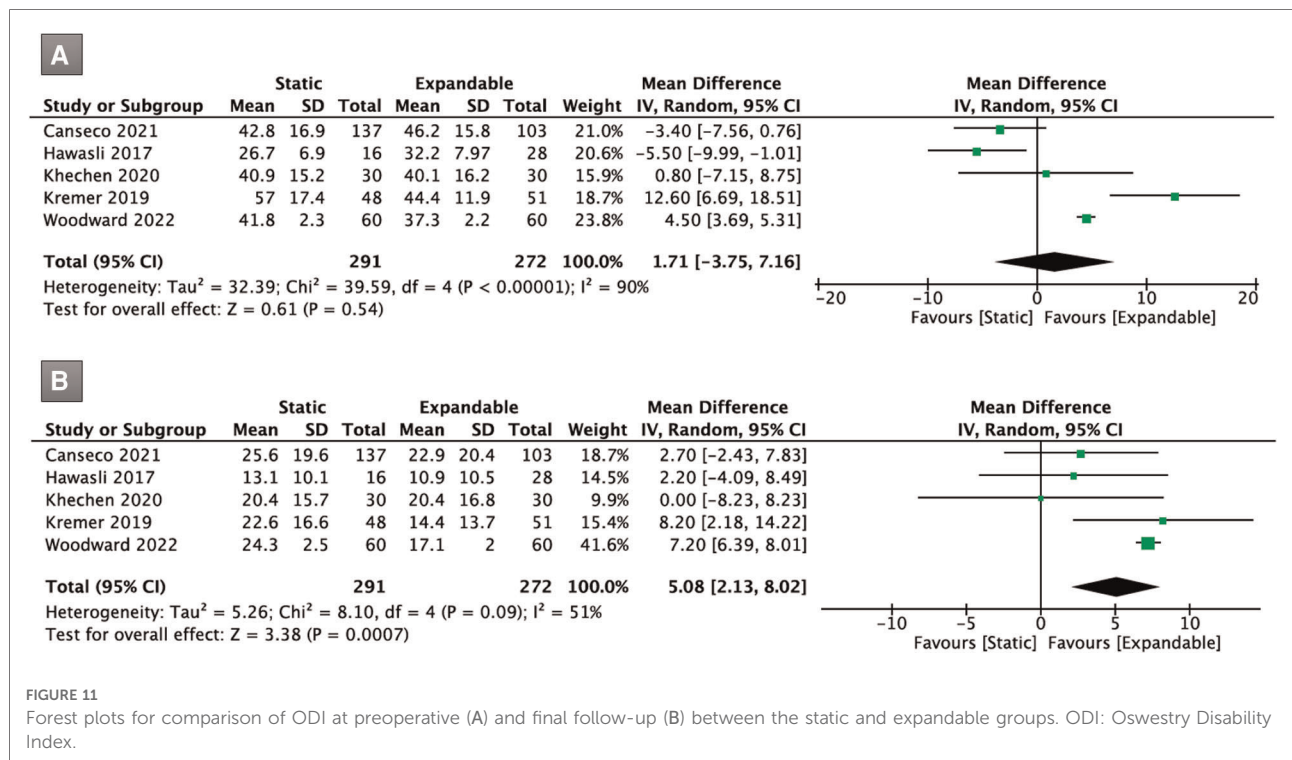 A
Static Expandable Mean Difference Mean Difference
Study or Subgroup Mean SD Total Mean SD Total Weight IV, Random, 95% CI IV, Random, 95% CI
Canseco 2021 42.8 16.9 137 46.2 15.8 103 21.0% −3.40 [−7.56, 0.76]
Hawasli 2017 26.7 6.9 16 32.2 7.97 28 20.6% −5.50 [−9.99, −1.01]
Khechen 2020 40.9 15.2 30 40.1 16.2 30 15.9% 0.80 [−7.15, 8.75]
Kremer 2019 57 17.4 48 44.4 11.9 51 18.7% 12.60 [6.69, 18.51]
Woodward 2022 41.8 2.3 60 37.3 2.2 60 23.8% 4.50 [3.69, 5.31]
Total (95% CI) 291 272 100.0% 1.71 [−3.75, 7.16]
Heterogeneity: Tau² = 32.39; Chi² = 39.59, df = 4 (P < 0.00001); I² = 90%
Test for overall effect: Z = 0.61 (P = 0.54)
-20 -10 0 10 20
Favours [Static] Favours [Expandable]
B
Static Expandable Mean Difference Mean Difference
Study or Subgroup Mean SD Total Mean SD Total Weight IV, Random, 95% CI IV, Random, 95% CI
Canseco 2021 25.6 19.6 137 22.9 20.4 103 18.7% 2.70 [−2.43, 7.83]
Hawasli 2017 13.1 10.1 16 10.9 10.5 28 14.5% 2.20 [−4.09, 8.49]
Khechen 2020 20.4 15.7 30 20.4 16.8 30 9.9% 0.00 [−8.23, 8.23]
Kremer 2019 22.6 16.6 48 14.4 13.7 51 15.4% 8.20 [2.18, 14.22]
Woodward 2022 24.3 2.5 60 17.1 2 60 41.6% 7.20 [6.39, 8.01]
Total (95% CI) 291 272 100.0% 5.08 [2.13, 8.02]
Heterogeneity: Tau² = 5.26; Chi² = 8.10, df = 4 (P = 0.09); I² = 51%
Test for overall effect: Z = 3.38 (P = 0.0007)
-10 -5 0 5 10
Favours [Static] Favours [Expandable]
FIGURE 11
Forest plots for comparison of ODI at preoperative (A) and final follow-up (B) between the static and expandable groups. ODI: Oswestry Disability
Index.